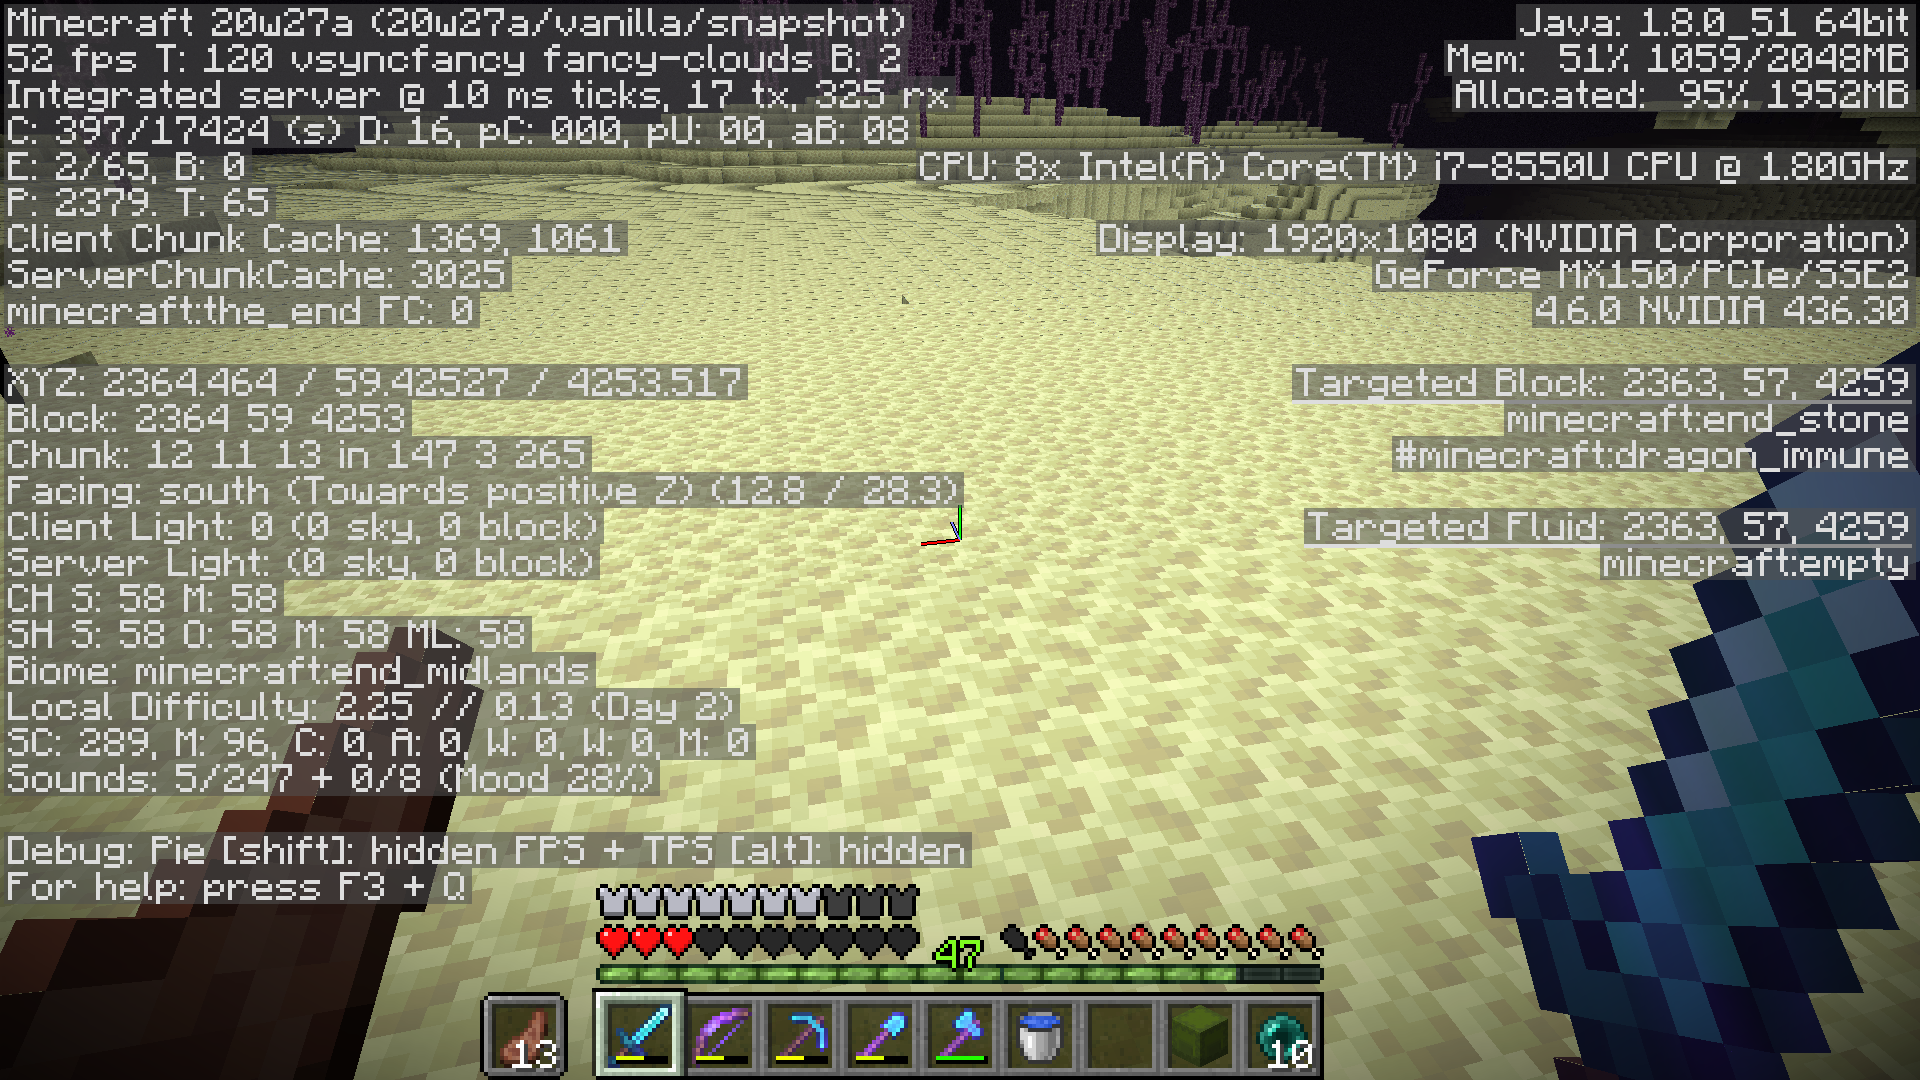 Minecraft 20w27a (20w27a/vanilla/snapshot)
52 fps T: 120 vsyncfancy fancy-clouds B: 2
Integrated server @ 10 ms ticks, 17 tx, 325 rx
C: 397/17424 (s) D: 16, pC: 000, pU: 00, aB: 08
E: 2/65, B: 0
P: 2379. T: 65
Client Chunk Cache: 1369, 1061
ServerChunkCache: 3025
minecraft:the_end FC: 0
XYZ: 2364.464 / 59.42527 / 4253.517
Block: 2364 59 4253
Chunk: 12 11 13 in 147 3 265
Facing: south (Towards positive Z) (12.8 / 28.3)
Client Light: 0 (0 sky, 0 block)
Server Light: (0 sky, 0 block)
CH S: 58 M: 58
SH S: 58 O: 58 M: 58 ML: 58
Biome: minecraft:end_midlands
Local Difficulty: 2.25 // 0.13 (Day 2)
SC: 289, M: 96, C: 0, A: 0, W: 0, W: 0, M: 0
Sounds: 5/247 + 0/8 (Mood 28%)
Debug: Pie [shift]: hidden FPS + TPS [alt]: hidden
For help: press F3 + Q
Java: 1.8.0_51 64bit
Mem: 51% 1059/2048MB
Allocated: 95% 1952MB
CPU: 8x Intel(R) Core(TM) i7-8550U CPU @ 1.80GHz
Display: 1920x1080 (NVIDIA Corporation)
GeForce MX150/PCIe/SSE2
4.6.0 NVIDIA 436.30
Targeted Block: 2363, 57, 4259
minecraft:end_stone
#minecraft:dragon_immune
Targeted Fluid: 2363, 57, 4259
minecraft:empty
47
13
10